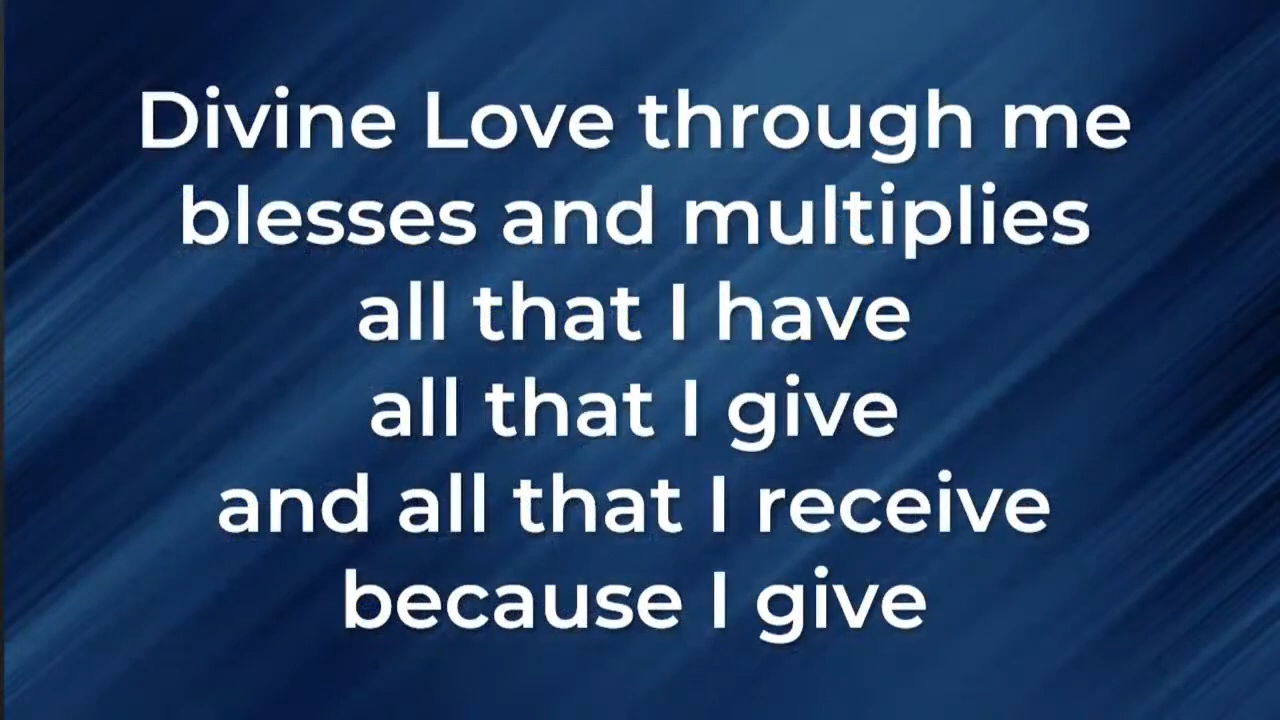 Divine Love through me
blesses and multiplies
all that I have
all that I give
and all that I receive
because I give